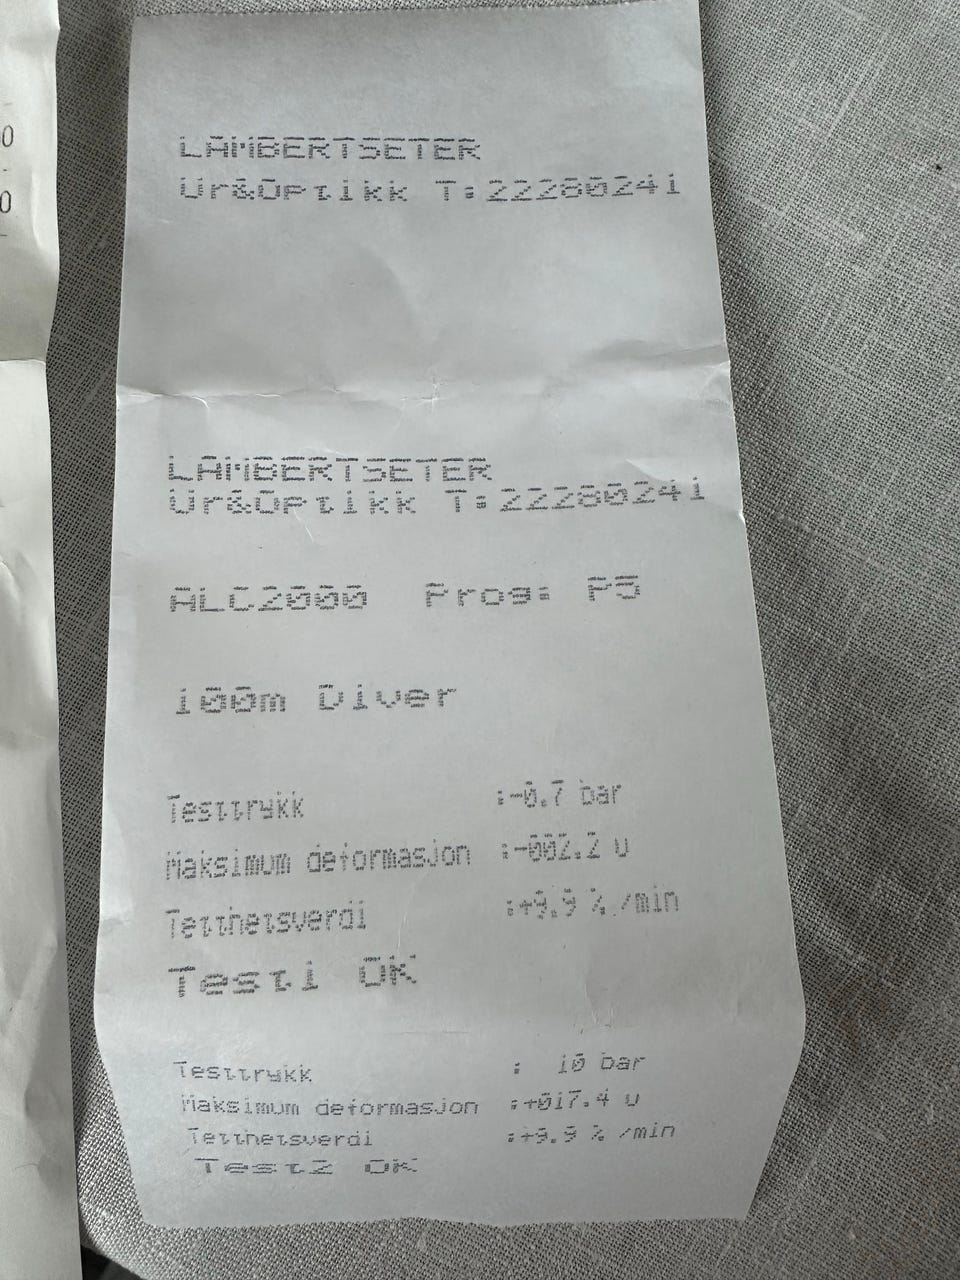 0
0
LAMBERTSETER
Ur&Optikk T:22280241
LAMBERTSETER
Ur&Optikk T:22280241
ALC2000 Prog: P5
100m Diver
Testtrykk :-0.7 bar
Maksimum deformasjon :-002.2 u
Tetthetsverdi :+9.9 % /min
Test1 OK
Testtrykk : 10 bar
Maksimum deformasjon :+017.4 u
Tetthetsverdi :+9.9 % /min
Test2 OK